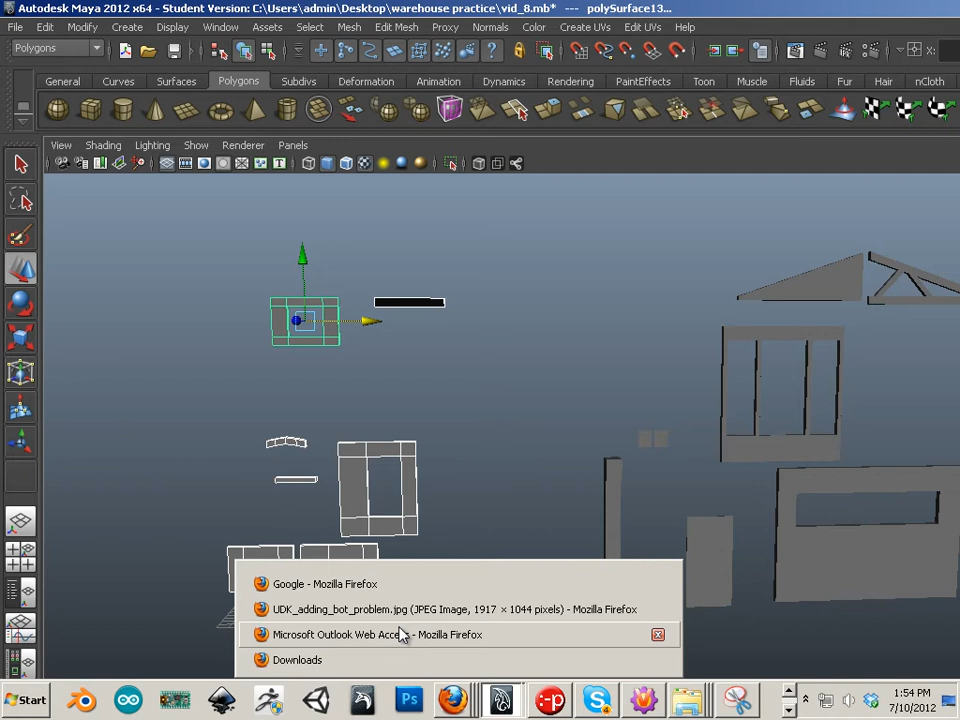 Autodesk Maya 2012 x64 - Student Version: C:\Users\admin\Desktop\warehouse practice\vid_8.mb* --- polySurface13...
File Edit Modify Create Display Window Assets Select Mesh Edit Mesh Proxy Normals Color Create UVs Edit UVs Help
Polygons X:
General Curves Surfaces Polygons Subdivs Deformation Animation Dynamics Rendering PaintEffects Toon Muscle Fluids Fur Hair nCloth
View Shading Lighting Show Renderer Panels
Google - Mozilla Firefox
UDK_adding_bot_problem.jpg (JPEG Image, 1917 × 1044 pixels) - Mozilla Firefox
Microsoft Outlook Web - Mozilla Firefox
Downloads
Start Ps 1:54 PM
7/10/2012